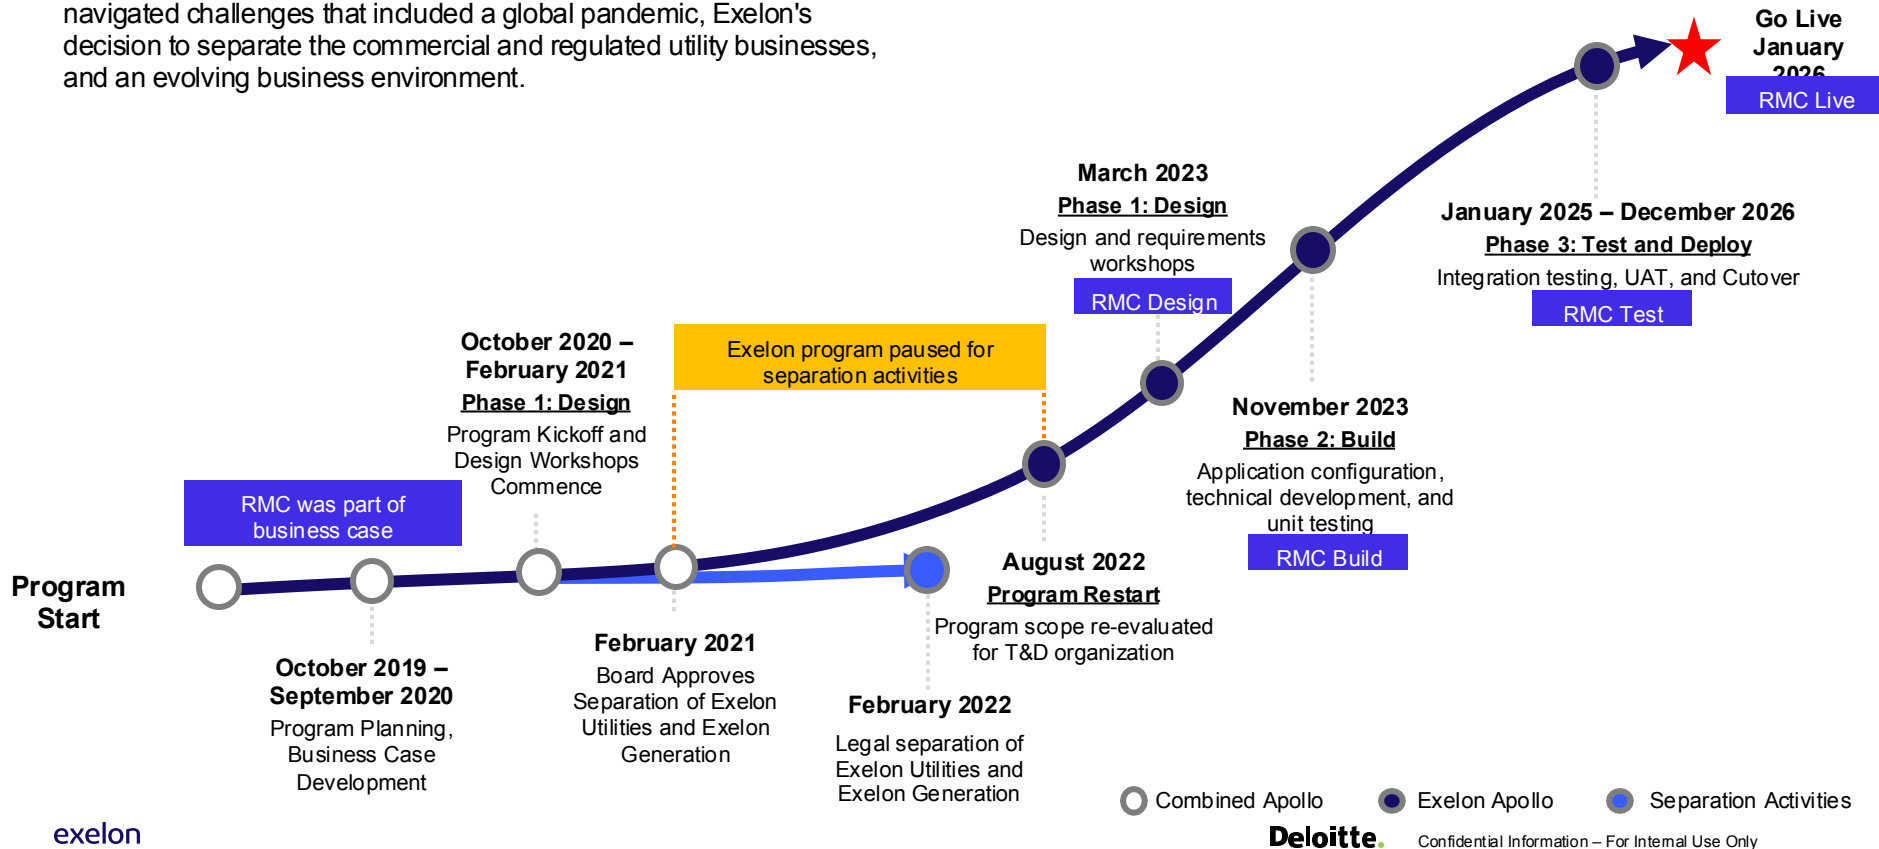 navigated challenges that included a global pandemic, Exelon's
decision to separate the commercial and regulated utility businesses,
and an evolving business environment.
Go Live
January
2026
RMC Live
March 2023
Phase 1: Design
Design and requirements
workshops
RMC Design
January 2025 – December 2026
Phase 3: Test and Deploy
Integration testing, UAT, and Cutover
RMC Test
October 2020 –
February 2021
Phase 1: Design
Program Kickoff and
Design Workshops
Commence
Exelon program paused for
separation activities
November 2023
Phase 2: Build
Application configuration,
technical development, and
unit testing
RMC Build
RMC was part of
business case
Program
Start
August 2022
Program Restart
Program scope re-evaluated
for T&D organization
October 2019 –
September 2020
Program Planning,
Business Case
Development
February 2021
Board Approves
Separation of Exelon
Utilities and Exelon
Generation
February 2022
Legal separation of
Exelon Utilities and
Exelon Generation
Combined Apollo
Exelon Apollo
Separation Activities
exelon
Deloitte.
Confidential Information – For Internal Use Only